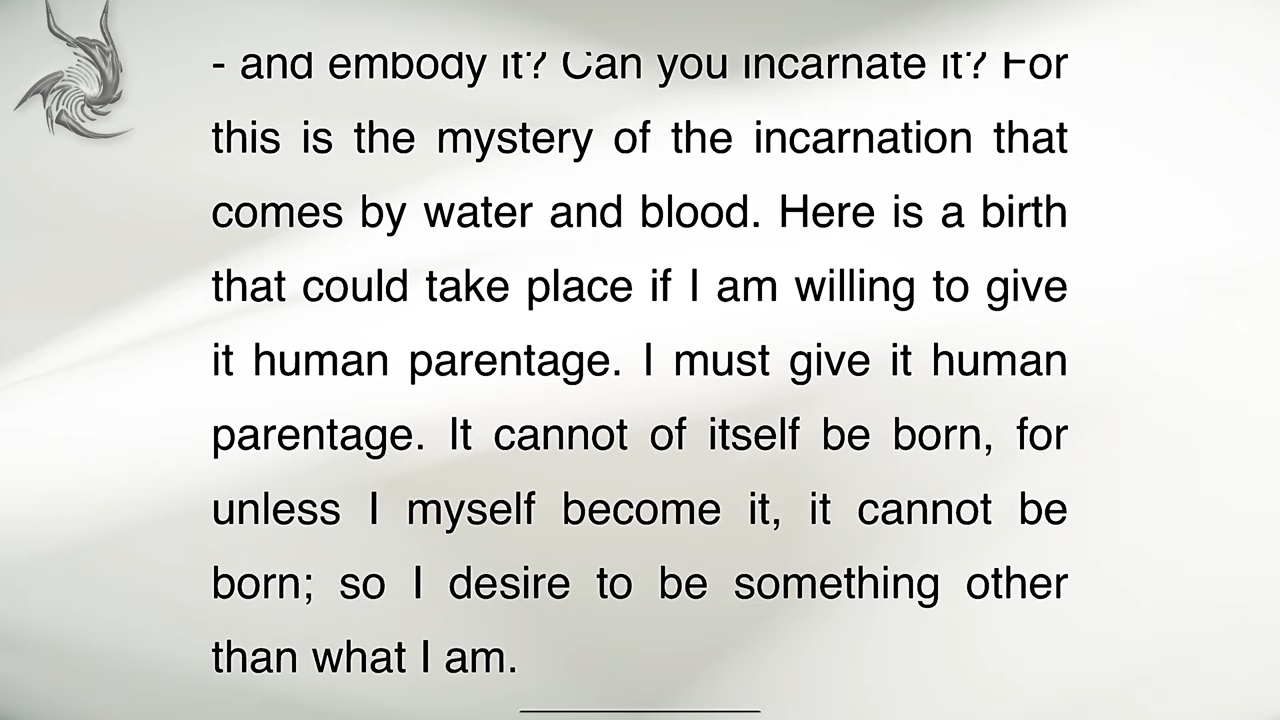 - and embody it? Can you incarnate it? For
this is the mystery of the incarnation that
comes by water and blood. Here is a birth
that could take place if I am willing to give
it human parentage. I must give it human
parentage. It cannot of itself be born, for
unless I myself become it, it cannot be
born; so I desire to be something other
than what I am.